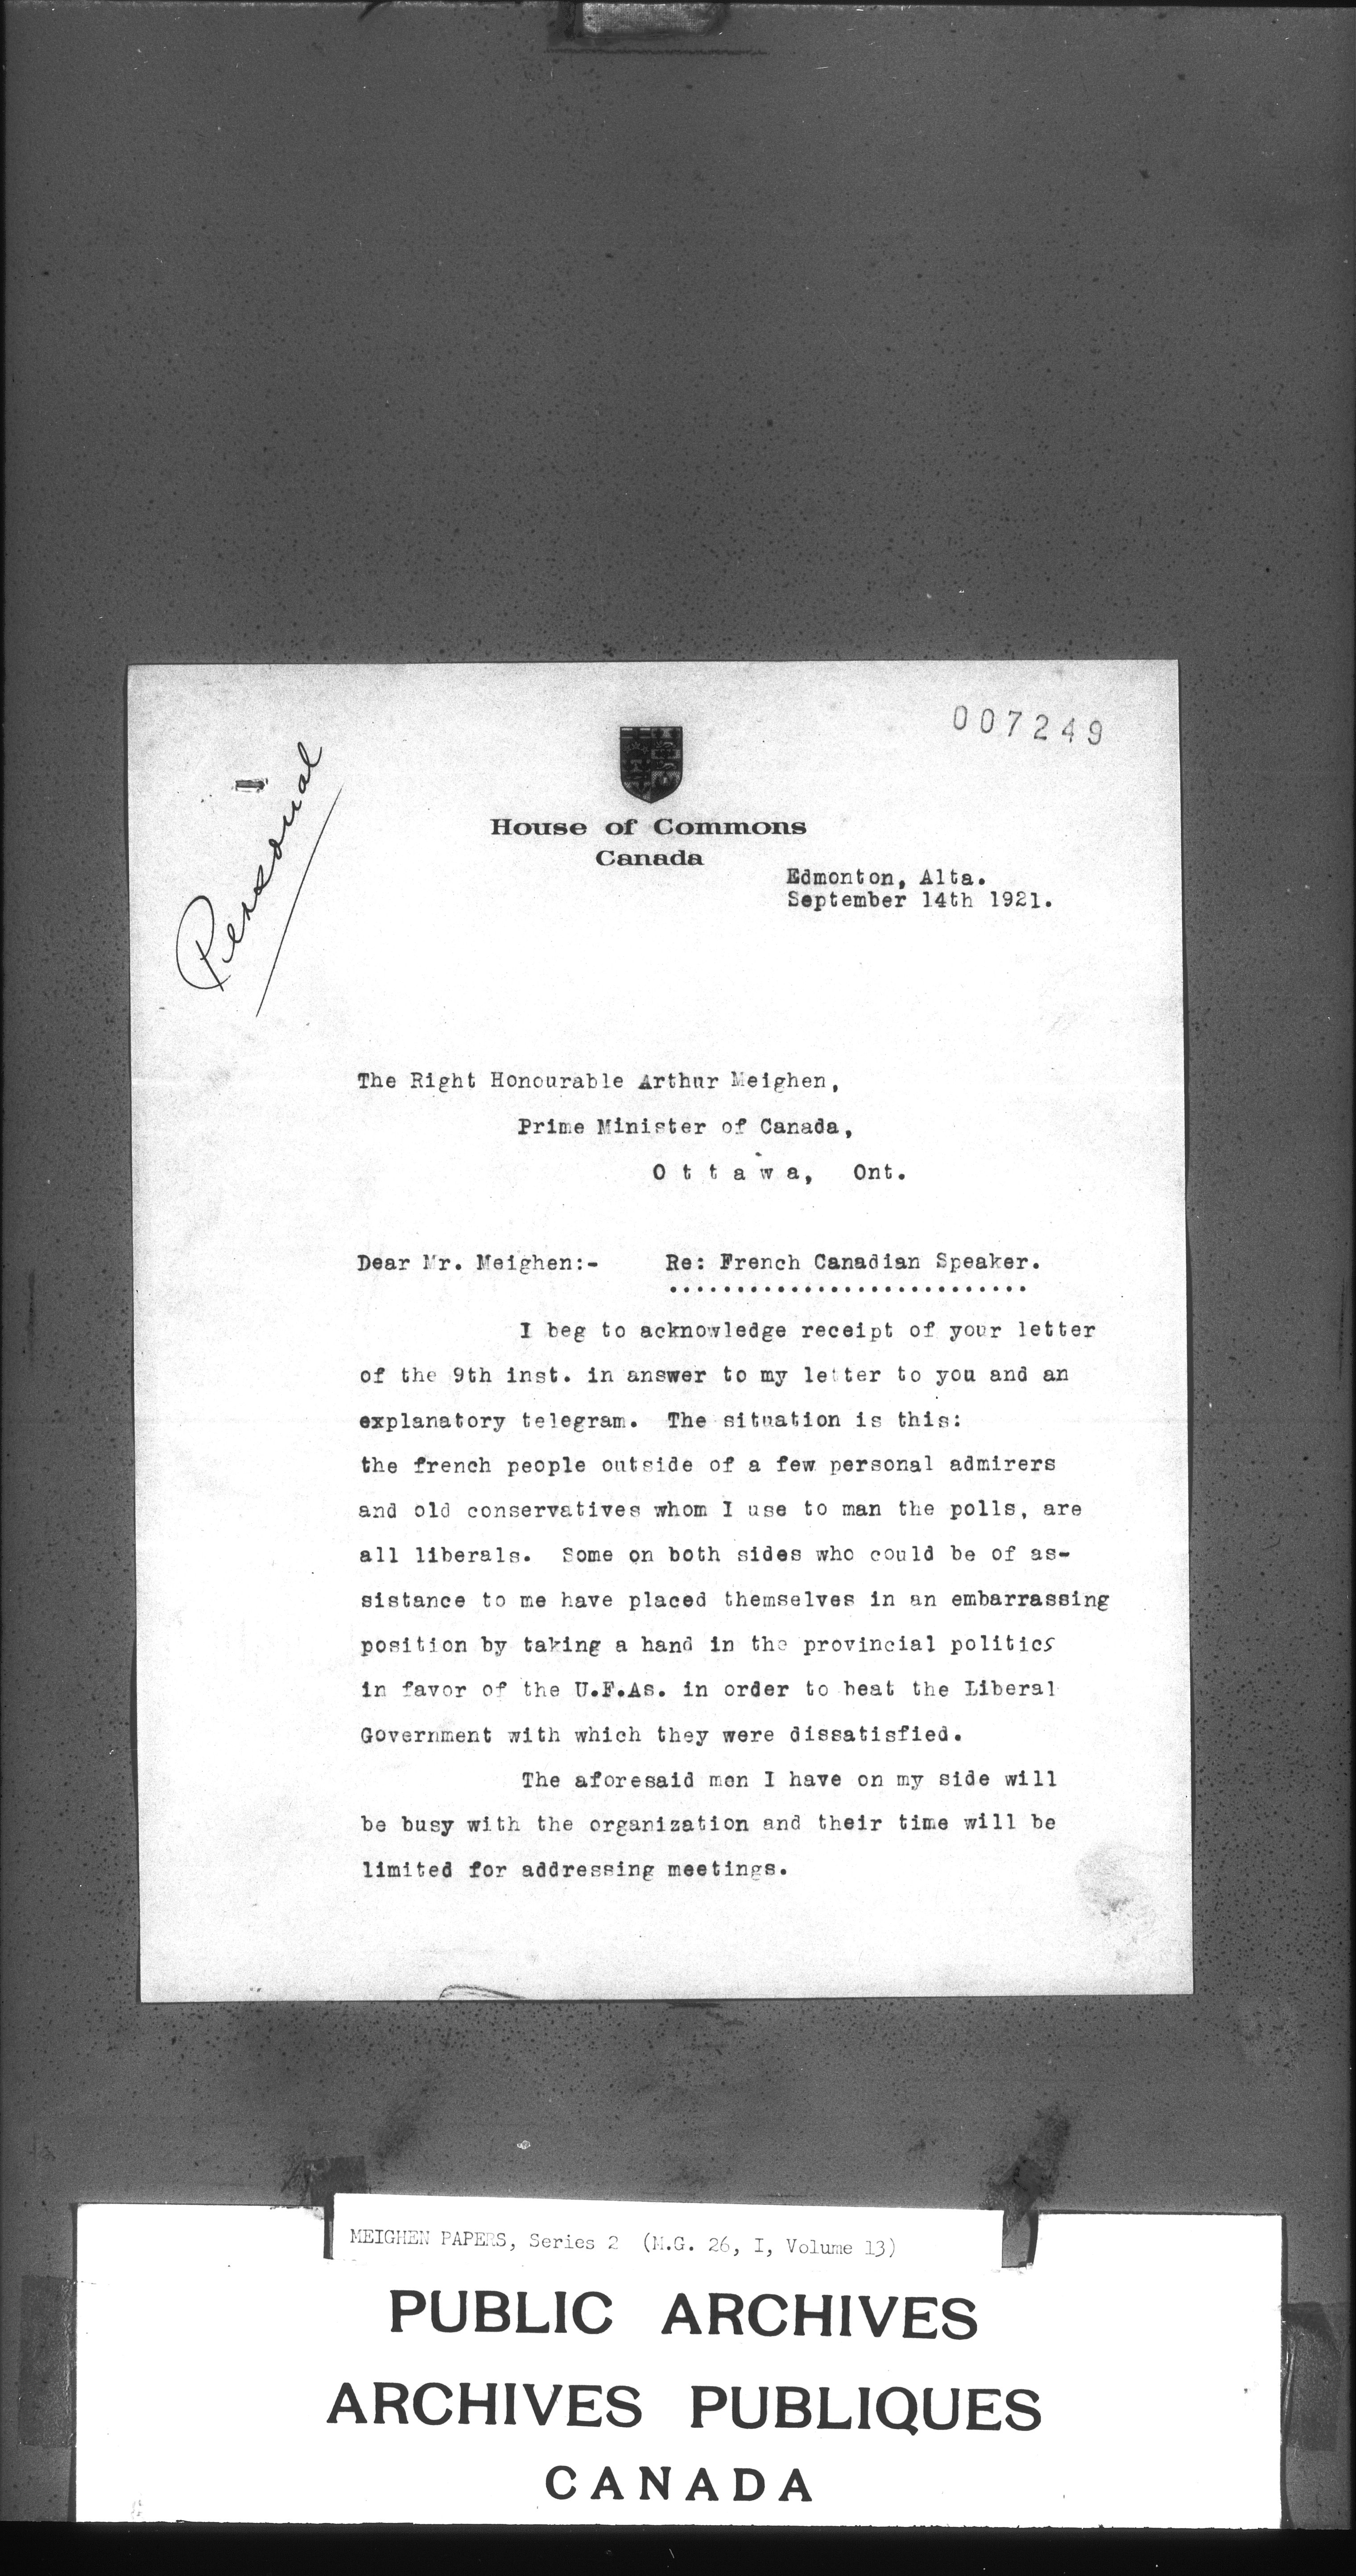 007249
Personal
House of Commons
Canada
Edmonton, Alta.
September 14th 1921.
The Right Honourable Arthur Meighen,
Prime Minister of Canada,
O t t a w a, Ont.
Dear Mr. Meighen:- Re: French Canadian Speaker.
...........................
I beg to acknowledge receipt of your letter
of the 9th inst. in answer to my letter to you and an
explanatory telegram. The situation is this:
the french people outside of a few personal admirers
and old conservatives whom I use to man the polls, are
all liberals. Some on both sides who could be of as-
sistance to me have placed themselves in an embarrassing
position by taking a hand in the provincial politics
in favor of the U.F.As. in order to beat the Liberal
Government with which they were dissatisfied.
The aforesaid men I have on my side will
be busy with the organization and their time will be
limited for addressing meetings.
MEIGHEN PAPERS, Series 2 (M.G. 26, I, Volume 13)
PUBLIC ARCHIVES
ARCHIVES PUBLIQUES
CANADA